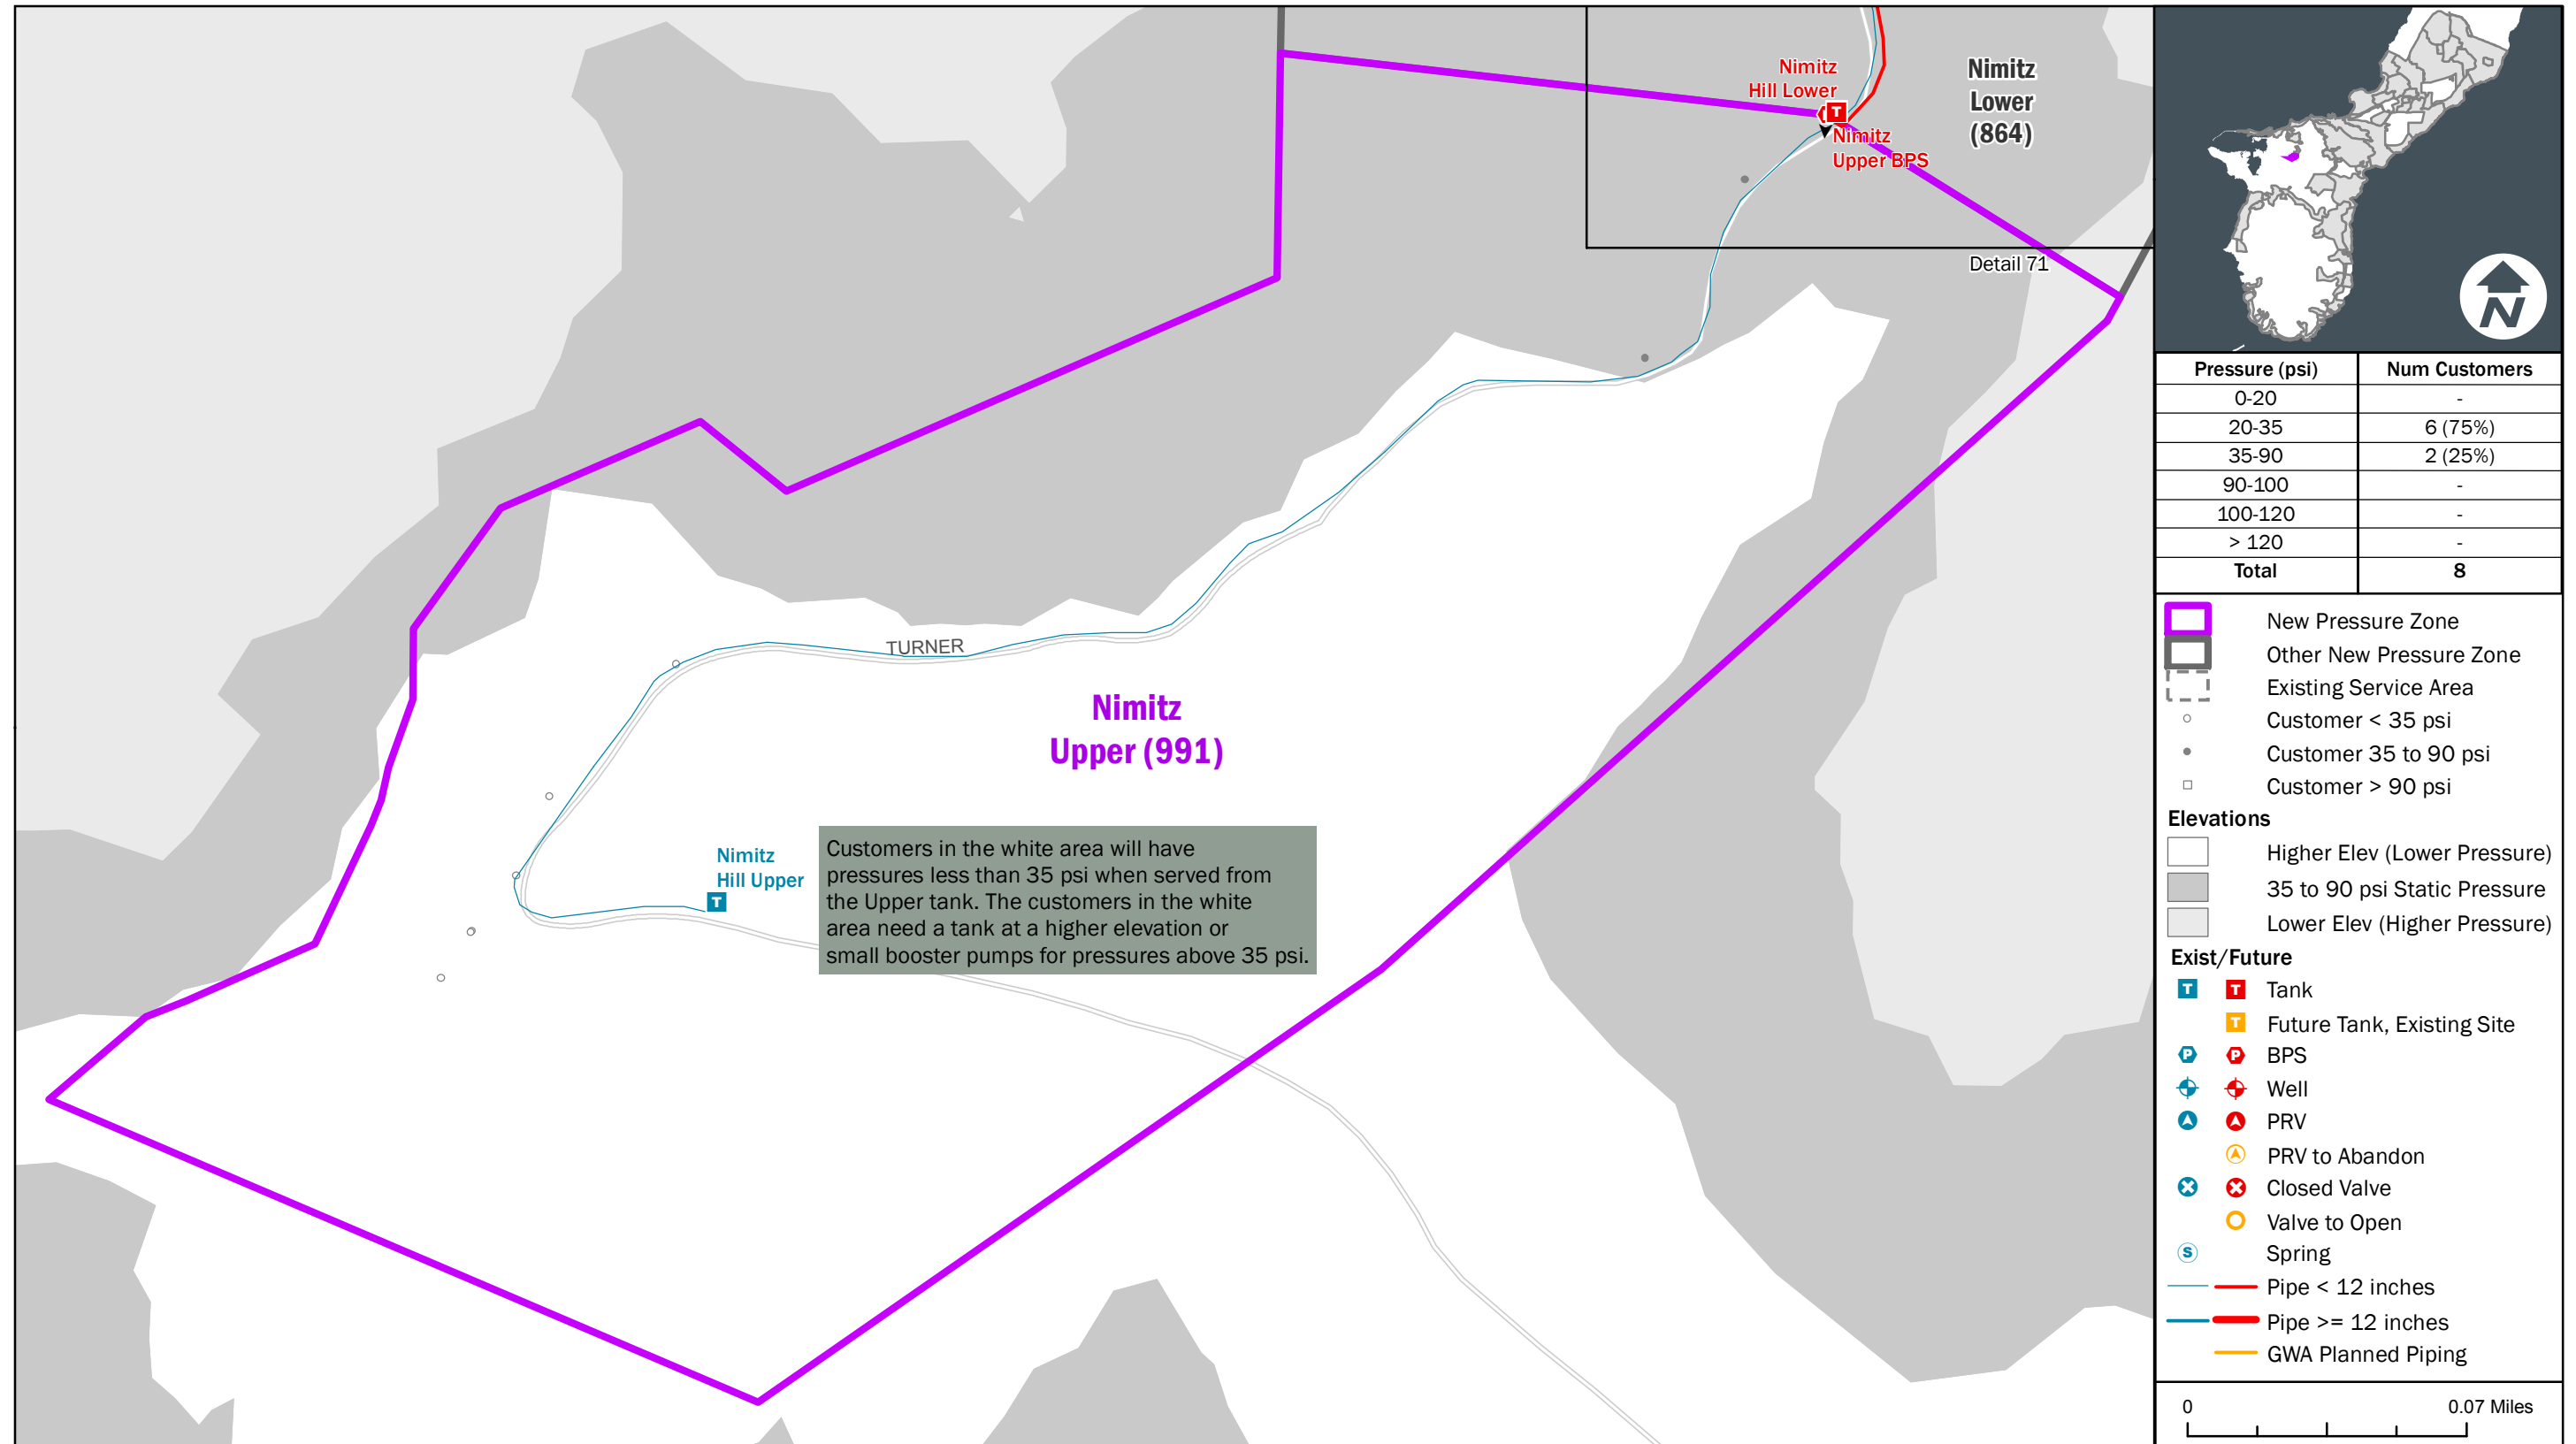 Nimitz
Hill Lower
Nimitz
Upper BPS
Nimitz
Lower
(864)
Detail 71
TURNER
Nimitz
Upper (991)
Nimitz
Hill Upper
Customers in the white area will have
pressures less than 35 psi when served from
the Upper tank. The customers in the white
area need a tank at a higher elevation or
small booster pumps for pressures above 35 psi.
T
T
N
Pressure (psi) Num Customers
0-20 -
20-35 6 (75%)
35-90 2 (25%)
90-100 -
100-120 -
> 120 -
Total 8
New Pressure Zone
Other New Pressure Zone
Existing Service Area
Customer < 35 psi
Customer 35 to 90 psi
Customer > 90 psi
Elevations
Higher Elev (Lower Pressure)
35 to 90 psi Static Pressure
Lower Elev (Higher Pressure)
Exist/Future
T T Tank
T Future Tank, Existing Site
P P BPS
Well
PRV
PRV to Abandon
Closed Valve
Valve to Open
S Spring
Pipe < 12 inches
Pipe >= 12 inches
GWA Planned Piping
0 0.07 Miles